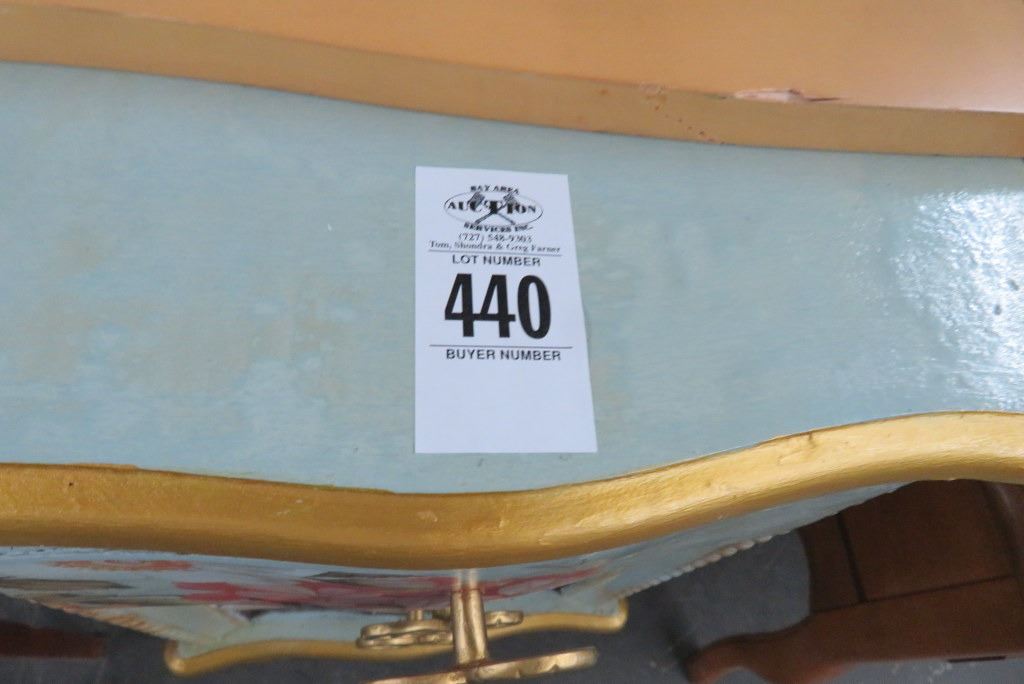 BAY AREA
AUCTION
SERVICES INC.
(727) 548-9303
Tom, Shondra & Greg Farner
LOT NUMBER
440
BUYER NUMBER